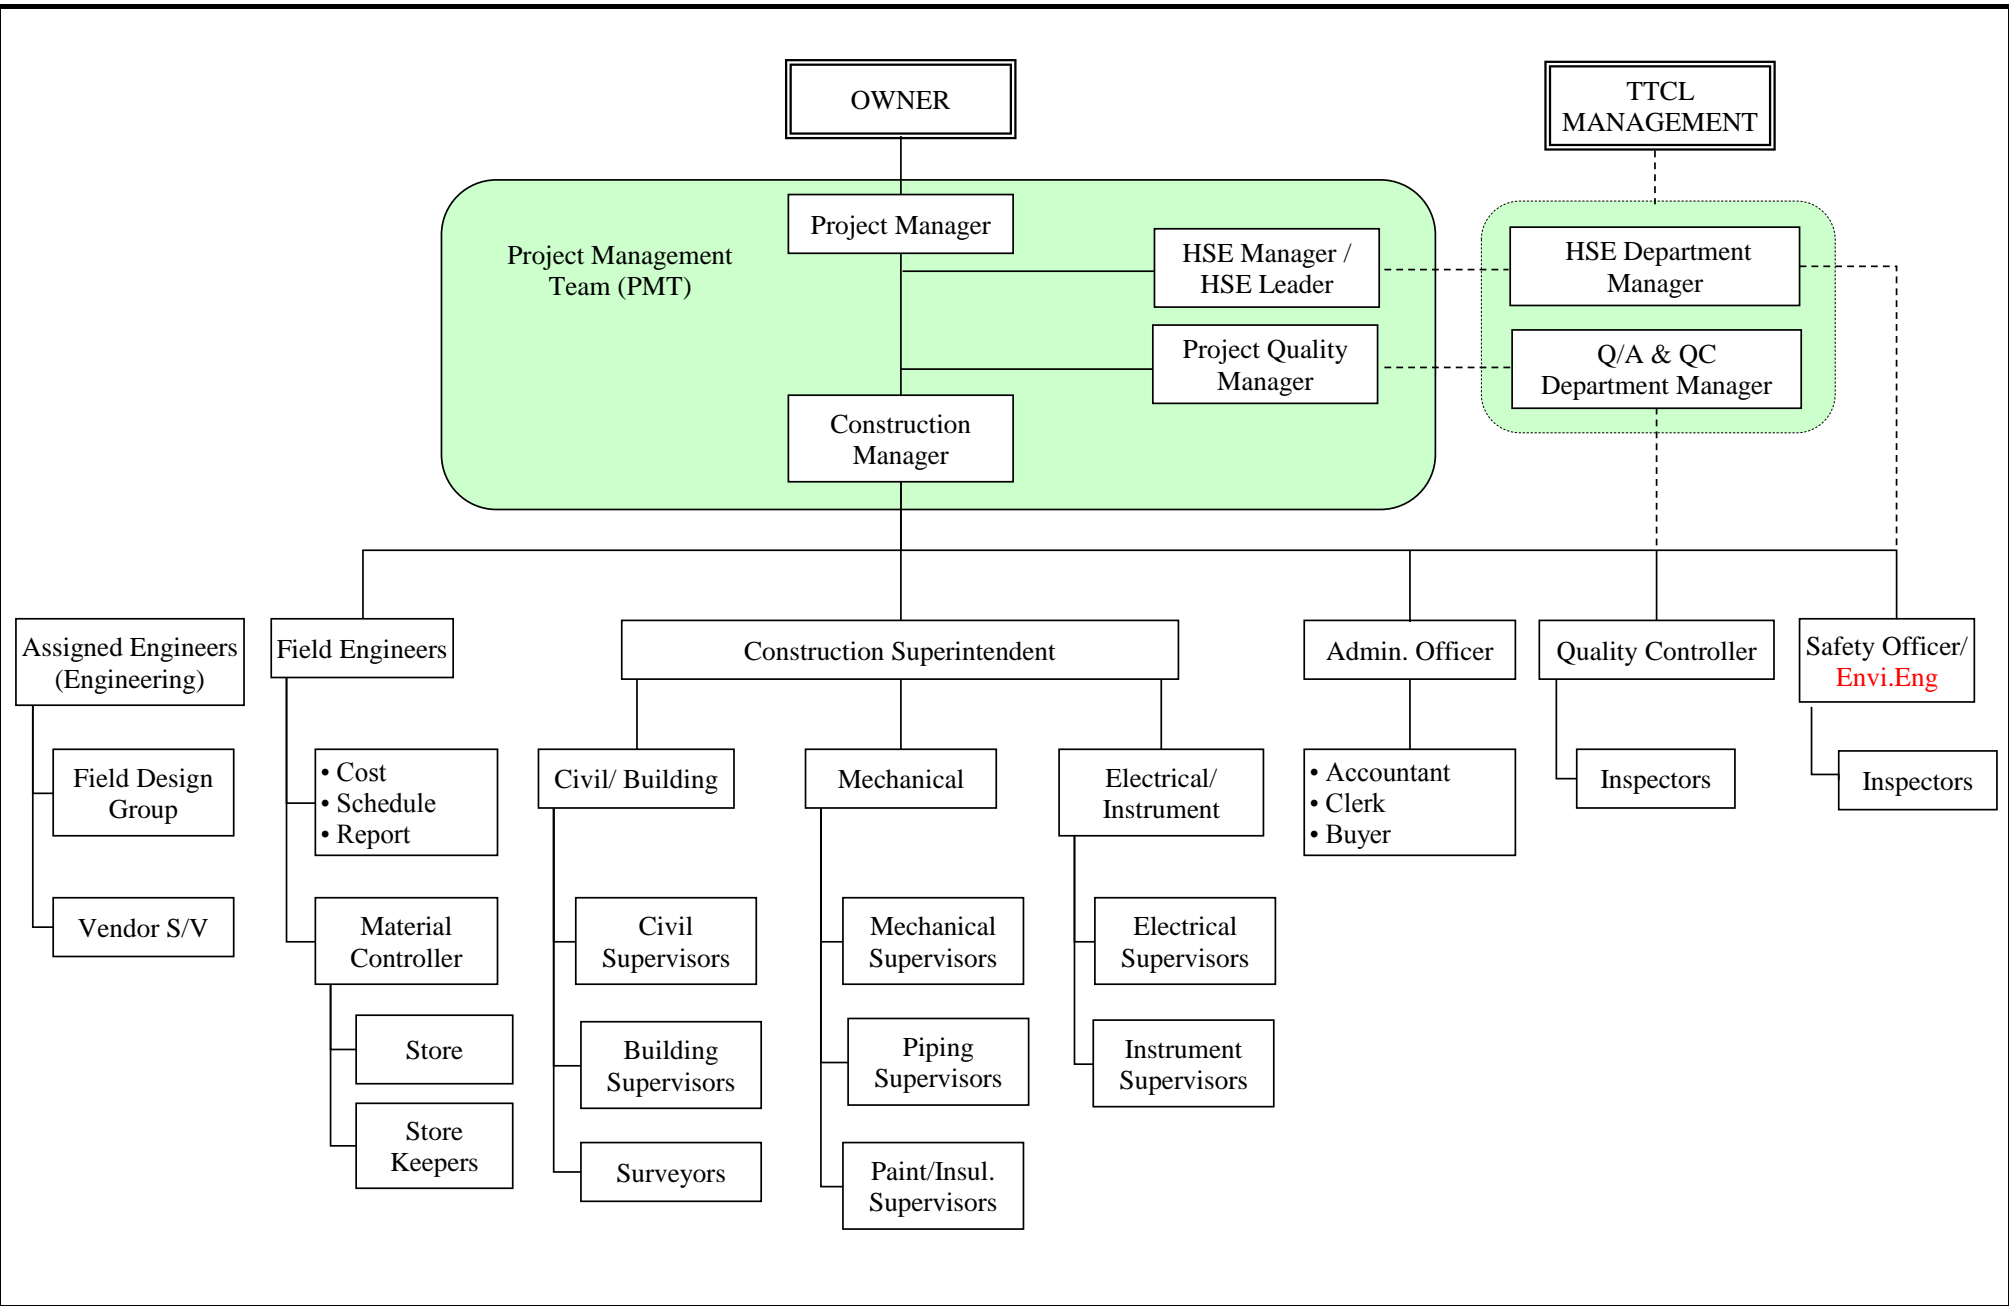 OWNER
TTCL
MANAGEMENT
Project Management
Team (PMT)
Project Manager
HSE Manager /
HSE Leader
HSE Department
Manager
Project Quality
Manager
Q/A & QC
Department Manager
Construction
Manager
Assigned Engineers
(Engineering)
Field Engineers
Construction Superintendent
Admin. Officer
Quality Controller
Safety Officer/
Envi.Eng
Field Design
Group
• Cost
• Schedule
• Report
Civil/ Building
Mechanical
Electrical/
Instrument
• Accountant
• Clerk
• Buyer
Inspectors
Inspectors
Vendor S/V
Material
Controller
Civil
Supervisors
Mechanical
Supervisors
Electrical
Supervisors
Store
Building
Supervisors
Piping
Supervisors
Instrument
Supervisors
Store
Keepers
Surveyors
Paint/Insul.
Supervisors